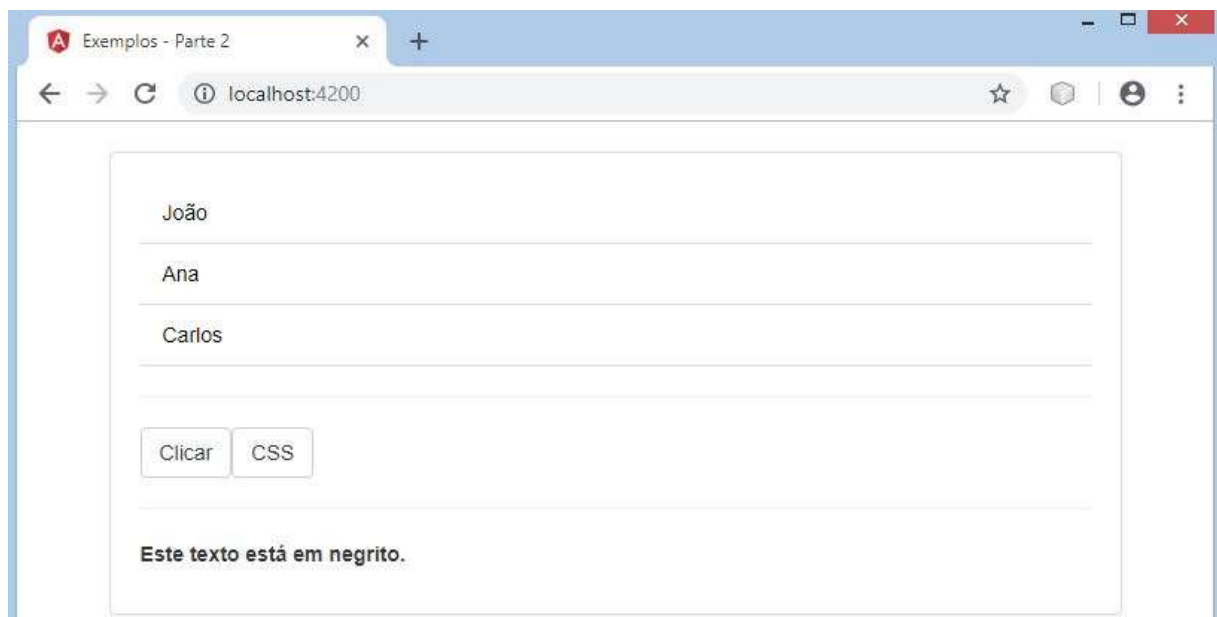 Exemplos - Parte 2
localhost:4200
João
Ana
Carlos
Clicar CSS
Este texto está em negrito.